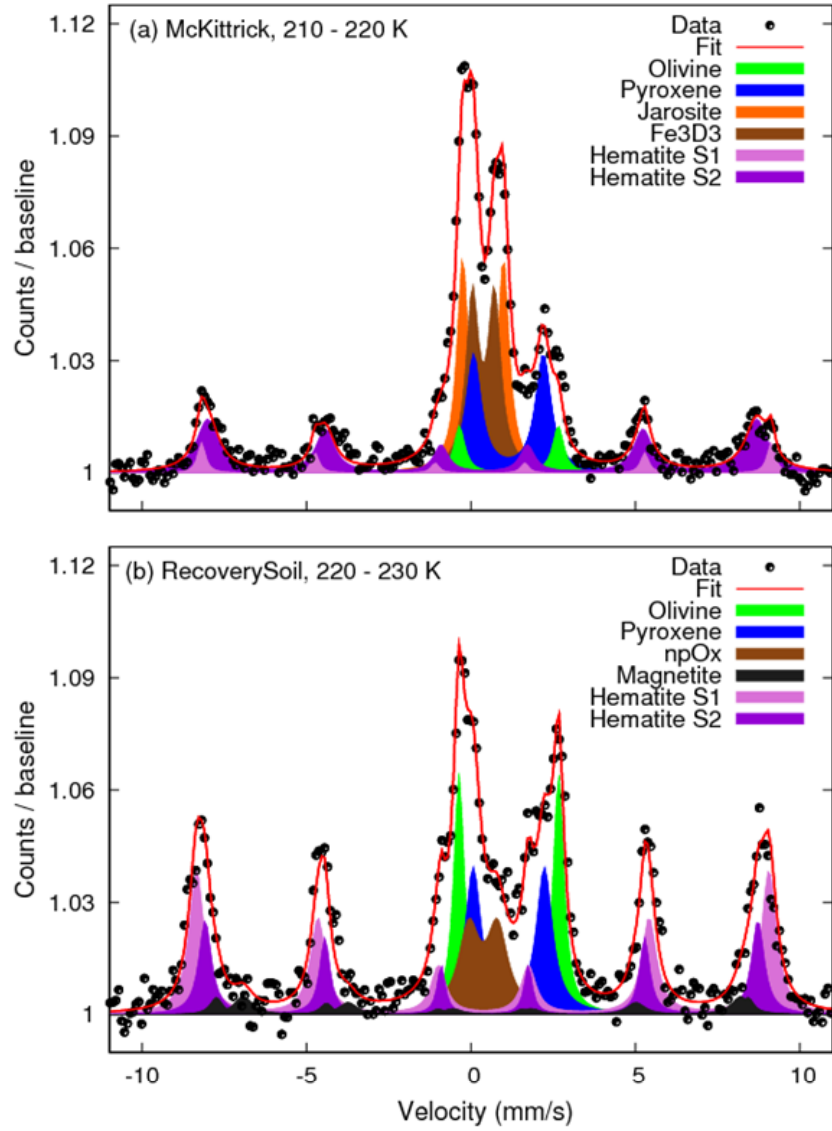 1.12
(a) McKittrick, 210 - 220 K
Data
Fit
Olivine
Pyroxene
Jarosite
Fe3D3
Hematite S1
Hematite S2
1.09
1.06
1.03
1
Counts / baseline
1.12
(b) RecoverySoil, 220 - 230 K
Data
Fit
Olivine
Pyroxene
npOx
Magnetite
Hematite S1
Hematite S2
1.09
1.06
1.03
1
Counts / baseline
-10 -5 0 5 10
Velocity (mm/s)